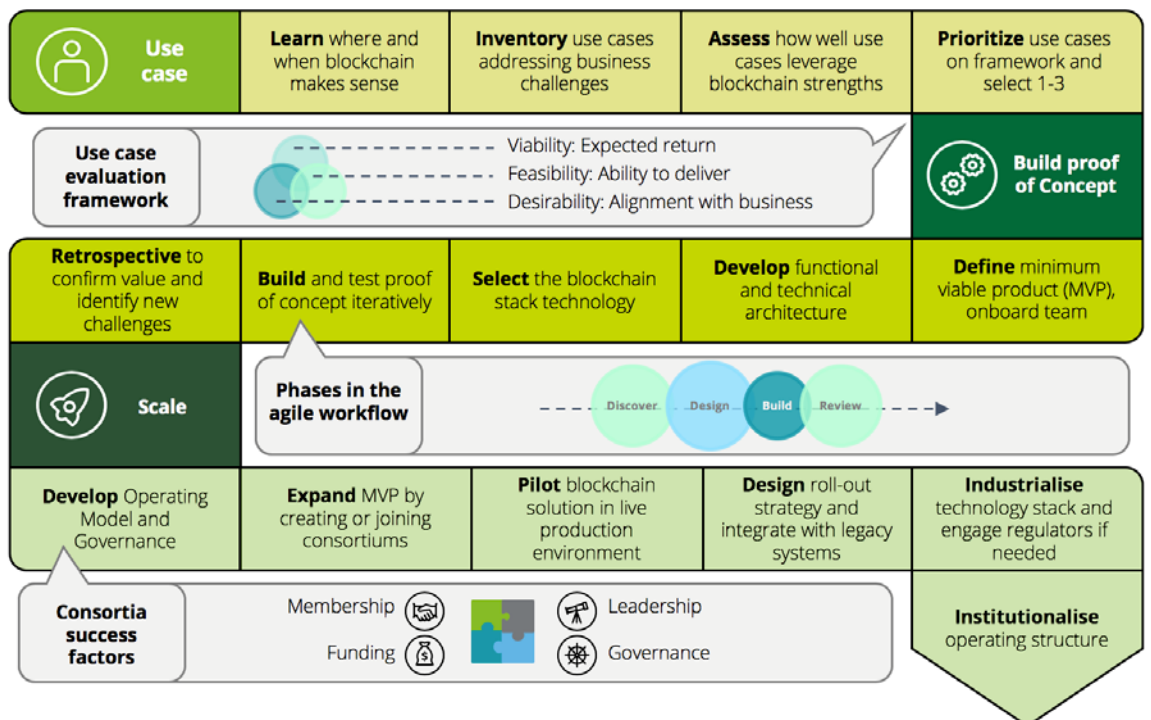 Use
case
Learn where and
when blockchain
makes sense
Inventory use cases
addressing business
challenges
Assess how well use
cases leverage
blockchain strengths
Prioritize use cases
on framework and
select 1-3
Use case
evaluation
framework
Viability: Expected return
Feasibility: Ability to deliver
Desirability: Alignment with business
Build proof
of Concept
Retrospective to
confirm value and
identify new
challenges
Build and test proof
of concept iteratively
Select the blockchain
stack technology
Develop functional
and technical
architecture
Define minimum
viable product (MVP),
onboard team
Scale
Phases in the
agile workflow
Discover
Design
Build
Review
Develop Operating
Model and
Governance
Expand MVP by
creating or joining
consortiums
Pilot blockchain
solution in live
production
environment
Design roll-out
strategy and
integrate with legacy
systems
Industrialise
technology stack and
engage regulators if
needed
Consortia
success
factors
Membership
Funding
$
Leadership
Governance
Institutionalise
operating structure